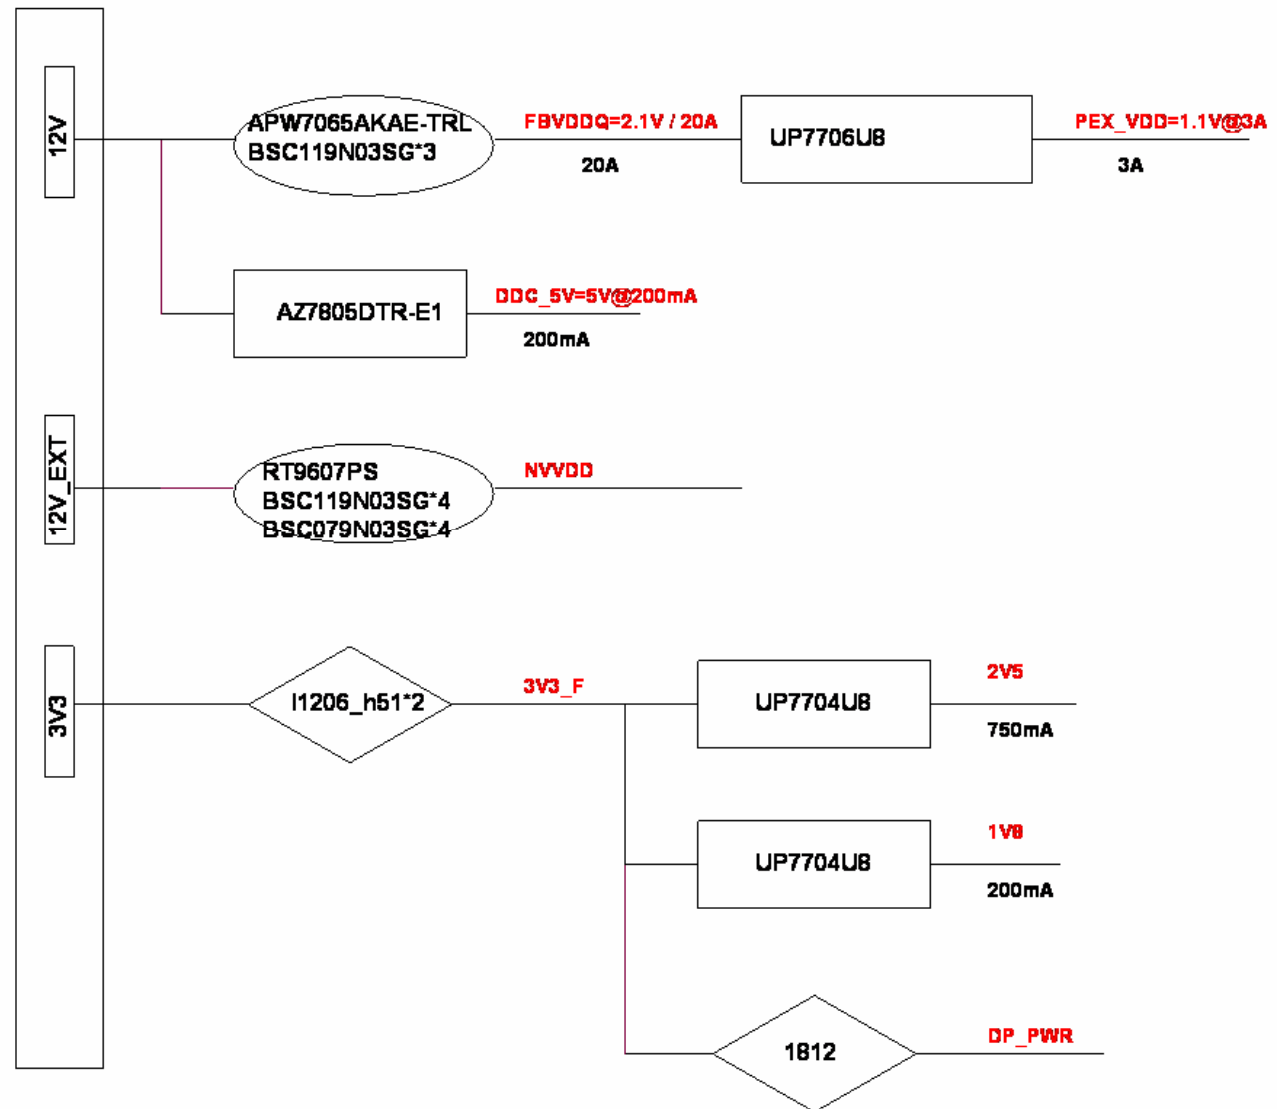 12V
APW7065AKAE-TRL
BSC119N03SG*3
FBVDDQ=2.1V / 20A
20A
UP7706U8
PEX_VDD=1.1V@3A
3A
AZ7805DTR-E1
DDC_5V=5V@200mA
200mA
12V_EXT
RT9607PS
BSC119N03SG*4
BSC079N03SG*4
NVVDD
3V3
l1206_h51*2
3V3_F
UP7704U8
2V5
750mA
UP7704U8
1V8
200mA
1812
DP_PWR